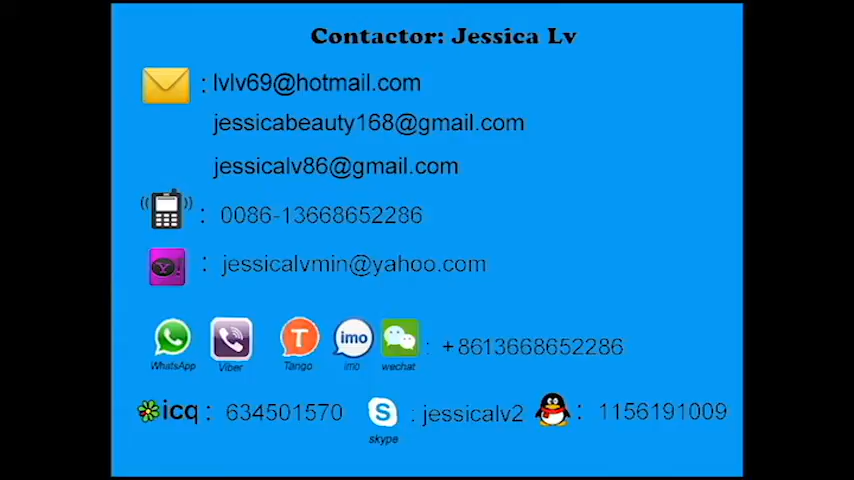 Contactor: Jessica Lv
: lvlv69@hotmail.com
jessicabeauty168@gmail.com
jessicalv86@gmail.com
: 0086-13668652286
Y! : jessicalvmin@yahoo.com
T imo : +8613668652286
WhatsApp Viber Tango imo wechat
icq : 634501570 S : jessicalv2 : 1156191009
skype